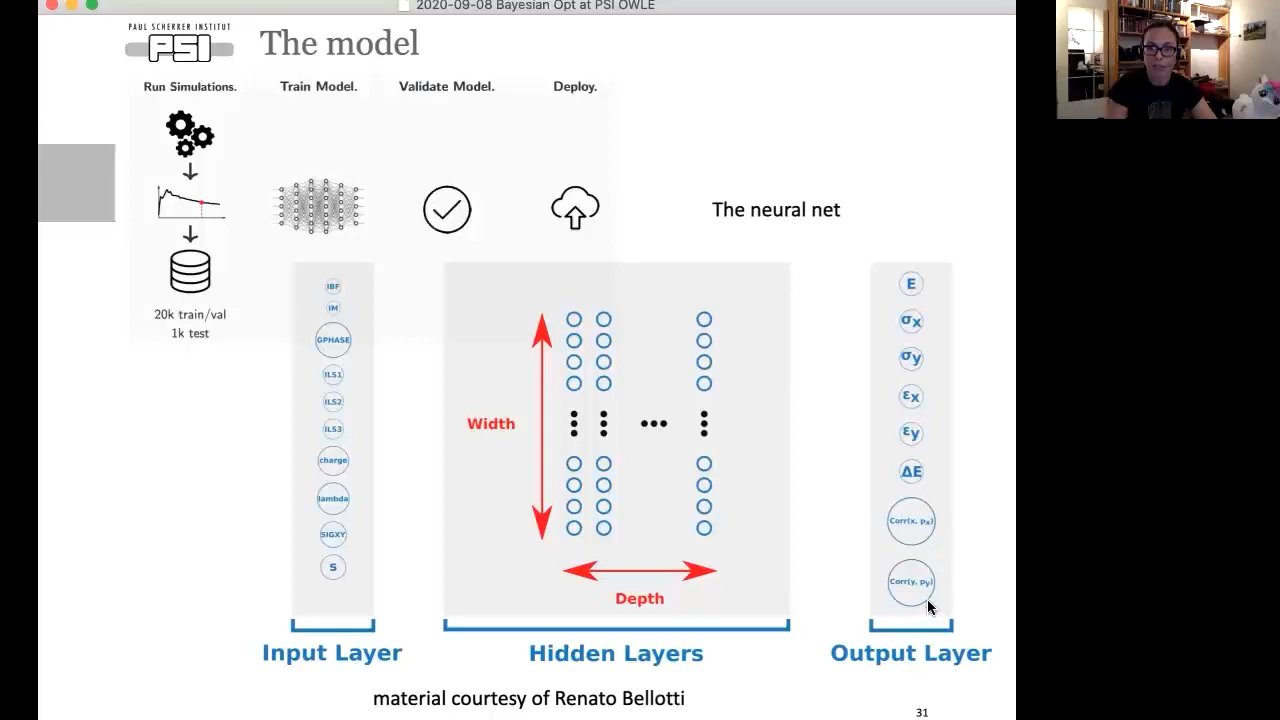 2020-09-08 Bayesian Opt at PSI OWLE
PAUL SCHERRER INSTITUT
PSI
The model
Run Simulations.
Train Model.
Validate Model.
Deploy.
The neural net
20k train/val
1k test
IBF
IM
GPHASE
ILS1
ILS2
ILS3
charge
lambda
SIGXY
S
Width
Depth
E
σx
σy
εx
εy
ΔE
Corr(x, px)
Corr(y, py)
Input Layer
Hidden Layers
Output Layer
material courtesy of Renato Bellotti
31